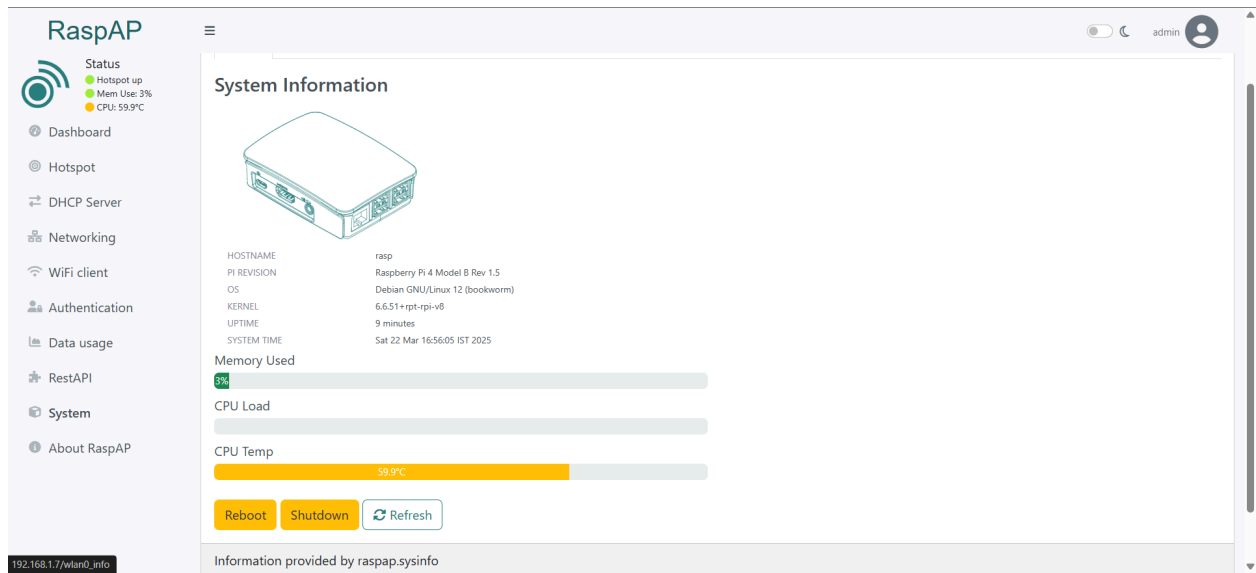 RaspAP
admin
Status
Hotspot up
Mem Use: 3%
CPU: 59.9°C
Dashboard
Hotspot
DHCP Server
Networking
WiFi client
Authentication
Data usage
RestAPI
System
About RaspAP
System Information
HOSTNAME rasp
PI REVISION Raspberry Pi 4 Model B Rev 1.5
OS Debian GNU/Linux 12 (bookworm)
KERNEL 6.6.51+rpt-rpi-v8
UPTIME 9 minutes
SYSTEM TIME Sat 22 Mar 16:56:05 IST 2025
Memory Used
3%
CPU Load
CPU Temp
59.9°C
Reboot Shutdown Refresh
Information provided by raspap.sysinfo
192.168.1.7/wlan0_info